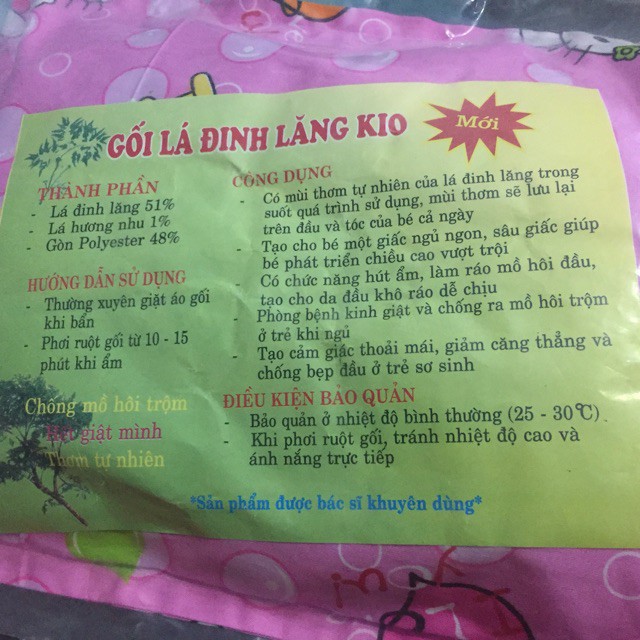 GỐI LÁ ĐINH LĂNG KIO
Mới
THÀNH PHẦN
- Lá đinh lăng 51%
- Lá hương nhu 1%
- Gòn Polyester 48%
HƯỚNG DẪN SỬ DỤNG
- Thường xuyên giặt áo gối
khi bẩn
- Phơi ruột gối từ 10 - 15
phút khi ẩm
Chống mồ hôi trộm
giật mình
Thơm tự nhiên
CÔNG DỤNG
- Có mùi thơm tự nhiên của lá đinh lăng trong
suốt quá trình sử dụng, mùi thơm sẽ lưu lại
trên đầu và tóc của bé cả ngày
- Tạo cho bé một giấc ngủ ngon, sâu giấc giúp
bé phát triển chiều cao vượt trội
- Có chức năng hút ẩm, làm ráo mồ hôi đầu,
tạo cho da đầu khô ráo dễ chịu
- Phòng bệnh kinh giật và chống ra mồ hôi trộm
ở trẻ khi ngủ
- Tạo cảm giác thoải mái, giảm căng thẳng và
chống bẹp đầu ở trẻ sơ sinh
ĐIỀU KIỆN BẢO QUẢN
- Bảo quản ở nhiệt độ bình thường (25 - 30℃).
- Khi phơi ruột gối, tránh nhiệt độ cao và
ánh nắng trực tiếp
*Sản phẩm được bác sĩ khuyên dùng*